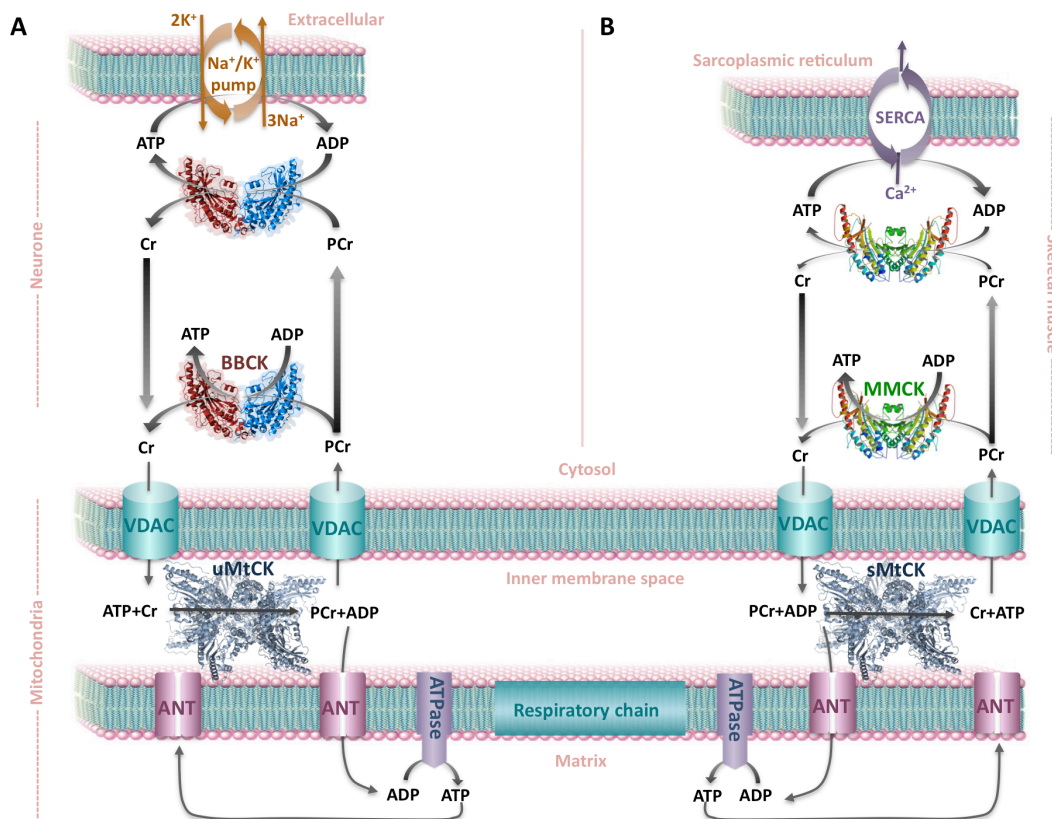 A
2K⁺
Extracellular
Na⁺/K⁺
pump
3Na⁺
ATP
ADP
Cr
PCr
ATP
ADP
BBCK
Cr
PCr
Neurone
B
Sarcoplasmic reticulum
SERCA
Ca²⁺
ATP
ADP
Cr
PCr
ATP
ADP
MMCK
Cr
PCr
Skeletal muscle
Cytosol
VDAC
VDAC
VDAC
VDAC
Inner membrane space
uMtCK
ATP+Cr
PCr+ADP
sMtCK
PCr+ADP
Cr+ATP
Mitochondria
ANT
ANT
ATPase
Respiratory chain
ATPase
ANT
ANT
Matrix
ADP
ATP
ATP
ADP